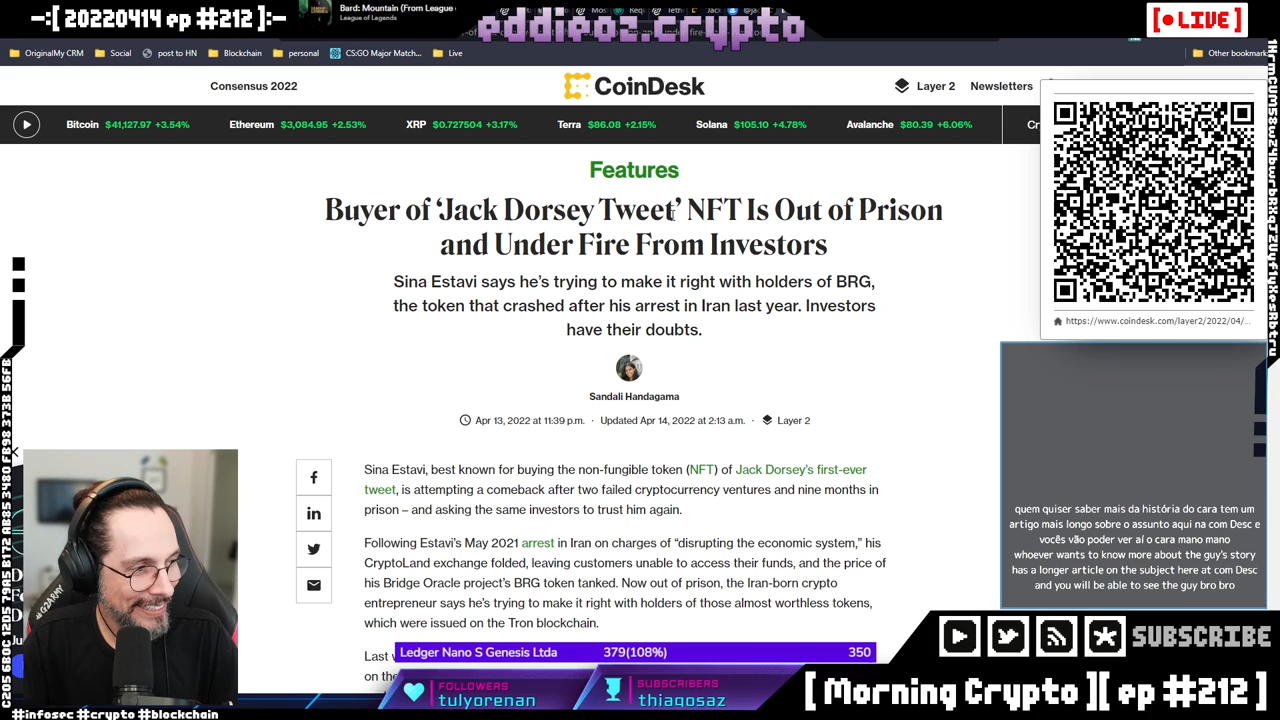 -:[ 20220414 ep #212 ]:-
Bard: Mountain (From League
League of Legends
eddieoz.crypto
[ ● LIVE ]
OriginalMy CRM
Social
post to HN
Blockchain
personal
CS:GO Major Match...
Live
Other bookmark
Consensus 2022
CoinDesk
Layer 2
Newsletters
Bitcoin $41,127.97 +3.54%
Ethereum $3,084.95 +2.53%
XRP $0.727504 +3.17%
Terra $86.08 +2.15%
Solana $105.10 +4.78%
Avalanche $80.39 +6.06%
Features
Buyer of ‘Jack Dorsey Tweet’ NFT Is Out of Prison
and Under Fire From Investors
Sina Estavi says he’s trying to make it right with holders of BRG,
the token that crashed after his arrest in Iran last year. Investors
have their doubts.
Sandali Handagama
Apr 13, 2022 at 11:39 p.m. · Updated Apr 14, 2022 at 2:13 a.m. · Layer 2
Sina Estavi, best known for buying the non-fungible token (NFT) of Jack Dorsey’s first-ever
tweet, is attempting a comeback after two failed cryptocurrency ventures and nine months in
prison – and asking the same investors to trust him again.
Following Estavi’s May 2021 arrest in Iran on charges of “disrupting the economic system,” his
CryptoLand exchange folded, leaving customers unable to access their funds, and the price of
his Bridge Oracle project’s BRG token tanked. Now out of prison, the Iran-born crypto
entrepreneur says he’s trying to make it right with holders of those almost worthless tokens,
which were issued on the Tron blockchain.
Last
on the
https://www.coindesk.com/layer2/2022/04/...
quem quiser saber mais da história do cara tem um
artigo mais longo sobre o assunto aqui na com Desc e
vocês vão poder ver aí o cara mano mano
whoever wants to know more about the guy's story
has a longer article on the subject here at com Desc
and you will be able to see the guy bro bro
Ledger Nano S Genesis Ltda 379(108%) 350
FOLLOWERS
tulyorenan
SUBSCRIBERS
thiagosaz
SUBSCRIBE
[ Morning Crypto ][ ep #212 ]
#infosec #crypto #blockchain